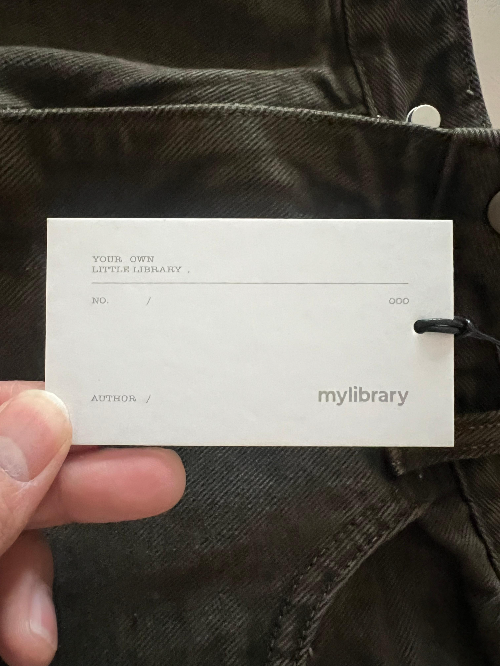 YOUR OWN
LITTLE LIBRARY .
NO. / 000
AUTHOR /
mylibrary